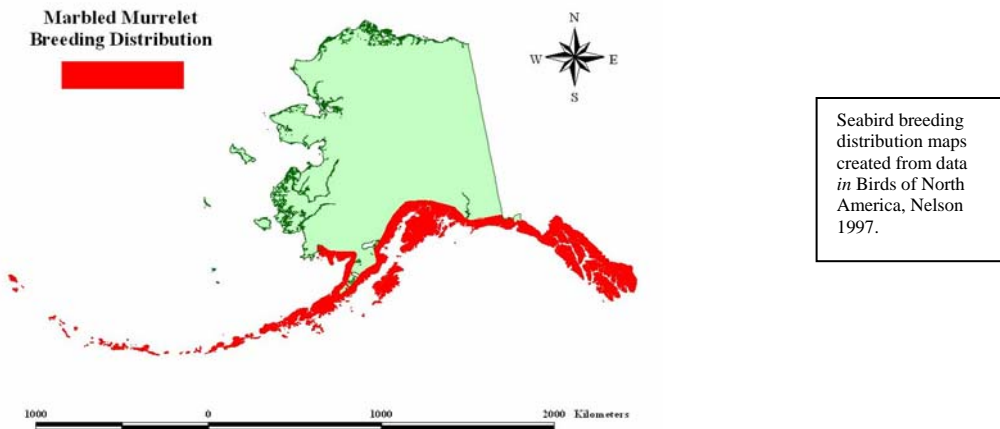 Marbled Murrelet
Breeding Distribution
N
W E
S
Seabird breeding
distribution maps
created from data
in Birds of North
America, Nelson
1997.
1000 0 1000 2000 Kilometers